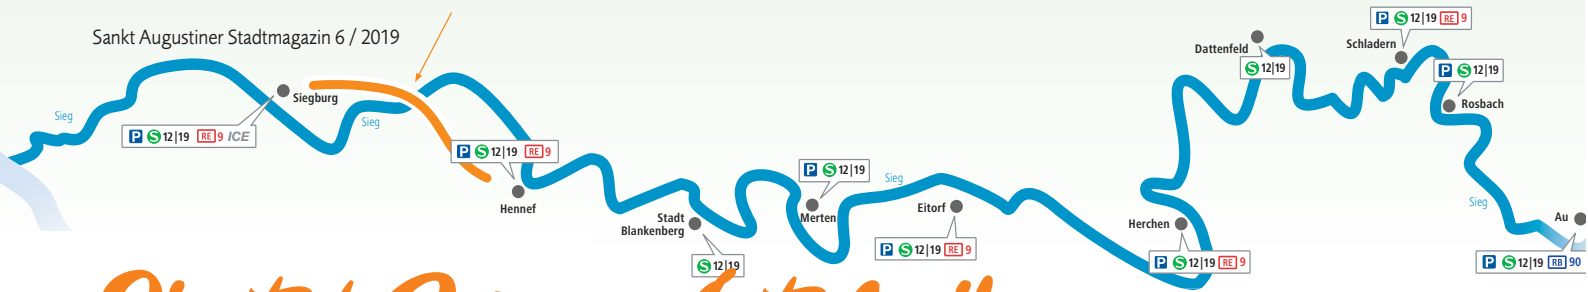 Sankt Augustiner Stadtmagazin 6 / 2019
Sieg
Siegburg
P S 12|19 RE 9 ICE
Sieg
P S 12|19 RE 9
Hennef
Stadt
Blankenberg
S 12|19
P S 12|19
Merten
Sieg
Eitorf
P S 12|19 RE 9
Herchen
P S 12|19 RE 9
Dattenfeld
S 12|19
P S 12|19 RE 9
Schladern
P S 12|19
Rosbach
Sieg
Au
P S 12|19 RB 90